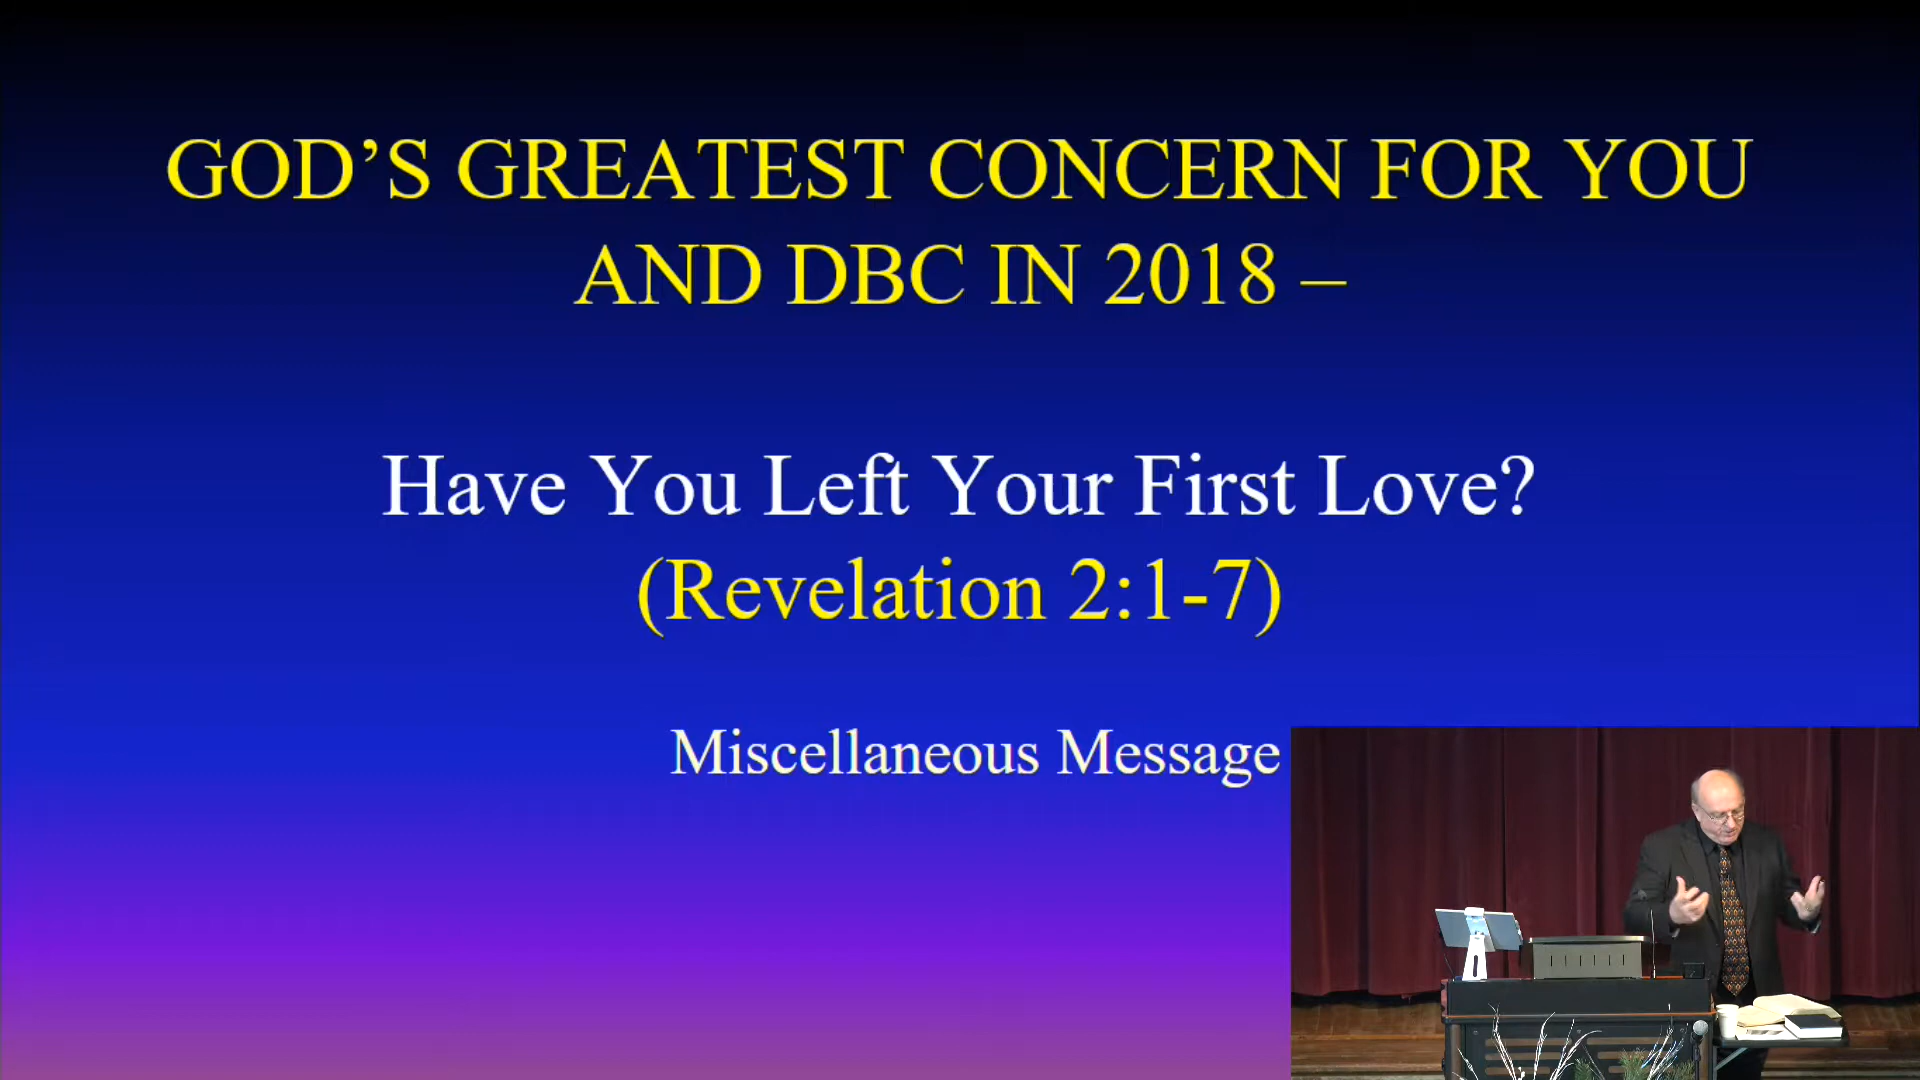 GOD’S GREATEST CONCERN FOR YOU
AND DBC IN 2018 –
Have You Left Your First Love?
(Revelation 2:1-7)
Miscellaneous Message